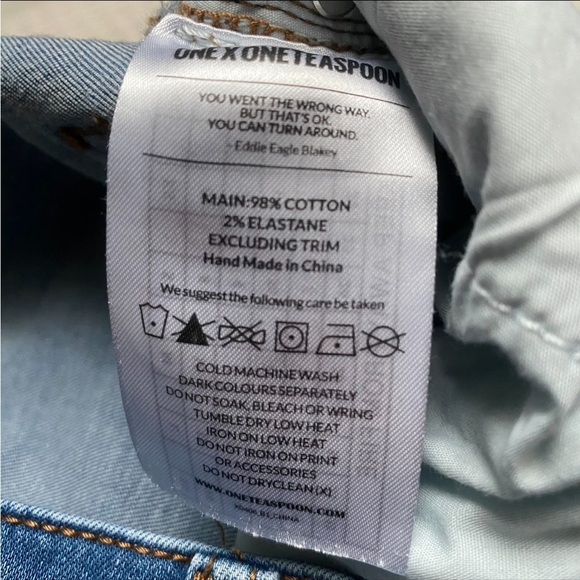 ONE X ONETEASPOON
YOU WENT THE WRONG WAY.
BUT THAT'S OK.
YOU CAN TURN AROUND.
- Eddie Eagle Blakey
MAIN:98% COTTON
2% ELASTANE
EXCLUDING TRIM
Hand Made in China
We suggest the following care be taken
COLD MACHINE WASH
DARK COLOURS SEPARATELY
DO NOT SOAK, BLEACH OR WRING
TUMBLE DRY LOW HEAT
IRON ON LOW HEAT
DO NOT IRON ON PRINT
OR ACCESSORIES
DO NOT DRYCLEAN (X)
WWW.ONETEASPOON.COM